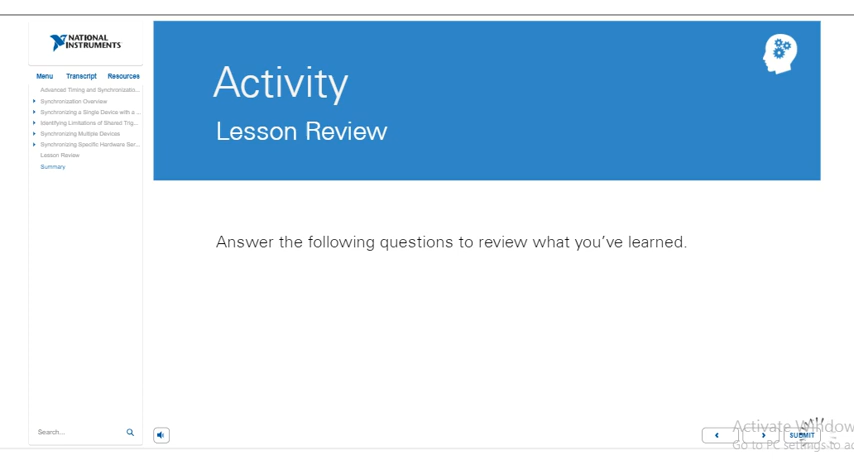 NATIONAL
INSTRUMENTS
Menu Transcript Resources
Advanced Timing and Synchronizatio...
Synchronization Overview
Synchronizing a Single Device with a ...
Identifying Limitations of Shared Trig...
Synchronizing Multiple Devices
Synchronizing Specific Hardware Ser...
Lesson Review
Summary
Search...
Activity
Lesson Review
Answer the following questions to review what you've learned.
SUBMIT
Activate Window
Go to PC settings to ac